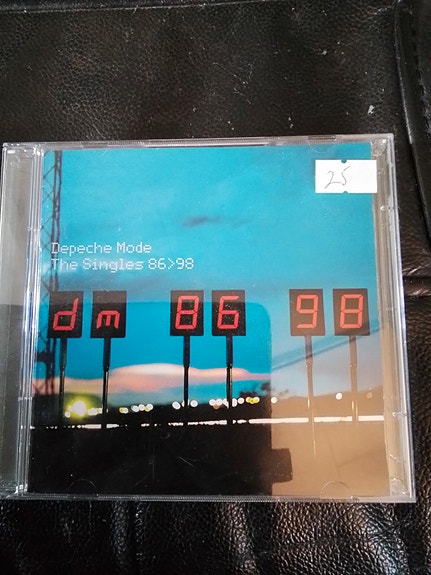 25
Depeche Mode
The Singles 86>98
dm 86 98